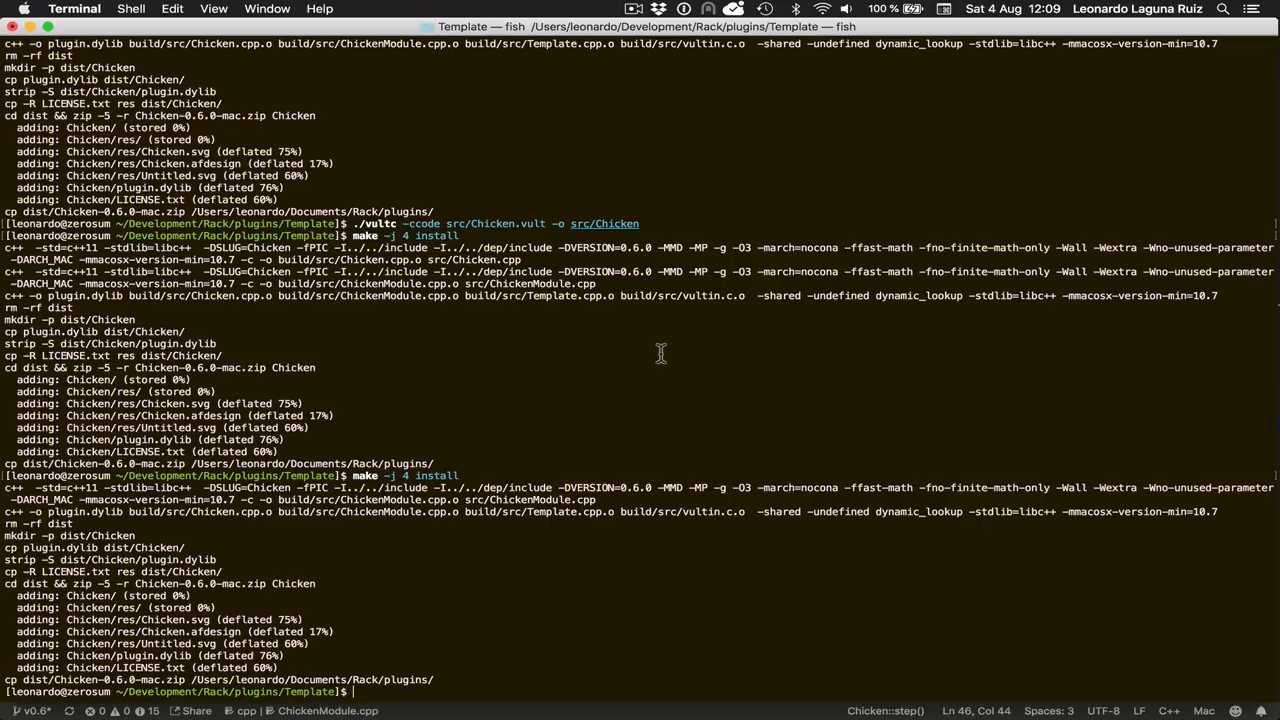 Terminal Shell Edit View Window Help 100 % Sat 4 Aug 12:09 Leonardo Laguna Ruiz
Template — fish /Users/leonardo/Development/Rack/plugins/Template — fish
c++ -o plugin.dylib build/src/Chicken.cpp.o build/src/ChickenModule.cpp.o build/src/Template.cpp.o build/src/vultin.c.o -shared -undefined dynamic_lookup -stdlib=libc++ -mmacosx-version-min=10.7
rm -rf dist
mkdir -p dist/Chicken
cp plugin.dylib dist/Chicken/
strip -S dist/Chicken/plugin.dylib
cp -R LICENSE.txt res dist/Chicken/
cd dist && zip -5 -r Chicken-0.6.0-mac.zip Chicken
adding: Chicken/ (stored 0%)
adding: Chicken/res/ (stored 0%)
adding: Chicken/res/Chicken.svg (deflated 75%)
adding: Chicken/res/Chicken.afdesign (deflated 17%)
adding: Chicken/res/Untitled.svg (deflated 60%)
adding: Chicken/plugin.dylib (deflated 76%)
adding: Chicken/LICENSE.txt (deflated 60%)
cp dist/Chicken-0.6.0-mac.zip /Users/leonardo/Documents/Rack/plugins/
[leonardo@zerosum ~/Development/Rack/plugins/Template]$ ./vultc -ccode src/Chicken.vult -o src/Chicken
[leonardo@zerosum ~/Development/Rack/plugins/Template]$ make -j 4 install
c++ -std=c++11 -stdlib=libc++ -DSLUG=Chicken -fPIC -I../../include -I../../dep/include -DVERSION=0.6.0 -MMD -MP -g -O3 -march=nocona -ffast-math -fno-finite-math-only -Wall -Wextra -Wno-unused-parameter
-DARCH_MAC -mmacosx-version-min=10.7 -c -o build/src/Chicken.cpp.o src/Chicken.cpp
c++ -std=c++11 -stdlib=libc++ -DSLUG=Chicken -fPIC -I../../include -I../../dep/include -DVERSION=0.6.0 -MMD -MP -g -O3 -march=nocona -ffast-math -fno-finite-math-only -Wall -Wextra -Wno-unused-parameter
-DARCH_MAC -mmacosx-version-min=10.7 -c -o build/src/ChickenModule.cpp.o src/ChickenModule.cpp
c++ -o plugin.dylib build/src/Chicken.cpp.o build/src/ChickenModule.cpp.o build/src/Template.cpp.o build/src/vultin.c.o -shared -undefined dynamic_lookup -stdlib=libc++ -mmacosx-version-min=10.7
rm -rf dist
mkdir -p dist/Chicken
cp plugin.dylib dist/Chicken/
strip -S dist/Chicken/plugin.dylib
cp -R LICENSE.txt res dist/Chicken/
cd dist && zip -5 -r Chicken-0.6.0-mac.zip Chicken
adding: Chicken/ (stored 0%)
adding: Chicken/res/ (stored 0%)
adding: Chicken/res/Chicken.svg (deflated 75%)
adding: Chicken/res/Chicken.afdesign (deflated 17%)
adding: Chicken/res/Untitled.svg (deflated 60%)
adding: Chicken/plugin.dylib (deflated 76%)
adding: Chicken/LICENSE.txt (deflated 60%)
cp dist/Chicken-0.6.0-mac.zip /Users/leonardo/Documents/Rack/plugins/
[leonardo@zerosum ~/Development/Rack/plugins/Template]$ make -j 4 install
c++ -std=c++11 -stdlib=libc++ -DSLUG=Chicken -fPIC -I../../include -I../../dep/include -DVERSION=0.6.0 -MMD -MP -g -O3 -march=nocona -ffast-math -fno-finite-math-only -Wall -Wextra -Wno-unused-parameter
-DARCH_MAC -mmacosx-version-min=10.7 -c -o build/src/ChickenModule.cpp.o src/ChickenModule.cpp
c++ -o plugin.dylib build/src/Chicken.cpp.o build/src/ChickenModule.cpp.o build/src/Template.cpp.o build/src/vultin.c.o -shared -undefined dynamic_lookup -stdlib=libc++ -mmacosx-version-min=10.7
rm -rf dist
mkdir -p dist/Chicken
cp plugin.dylib dist/Chicken/
strip -S dist/Chicken/plugin.dylib
cp -R LICENSE.txt res dist/Chicken/
cd dist && zip -5 -r Chicken-0.6.0-mac.zip Chicken
adding: Chicken/ (stored 0%)
adding: Chicken/res/ (stored 0%)
adding: Chicken/res/Chicken.svg (deflated 75%)
adding: Chicken/res/Chicken.afdesign (deflated 17%)
adding: Chicken/res/Untitled.svg (deflated 60%)
adding: Chicken/plugin.dylib (deflated 76%)
adding: Chicken/LICENSE.txt (deflated 60%)
cp dist/Chicken-0.6.0-mac.zip /Users/leonardo/Documents/Rack/plugins/
[leonardo@zerosum ~/Development/Rack/plugins/Template]$
v0.6* 0 0 15 Share cpp | ChickenModule.cpp Chicken::step() Ln 46, Col 44 Spaces: 3 UTF-8 LF C++ Mac